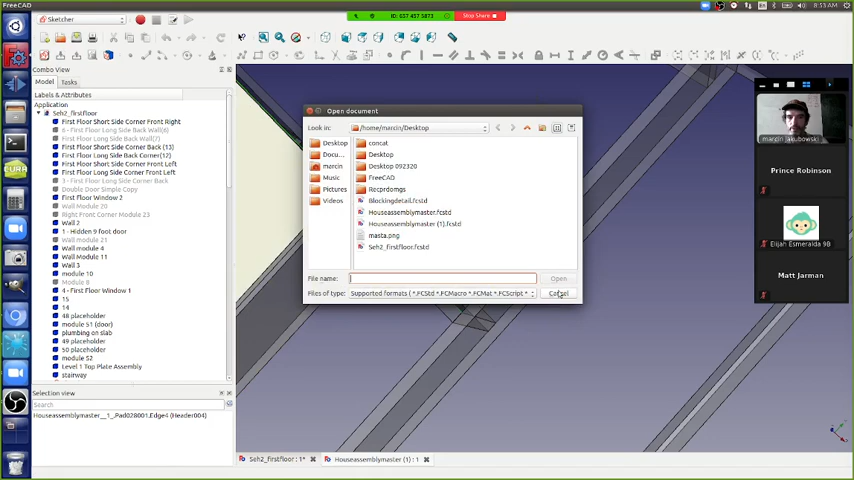 FreeCAD
ID: 657 457 5873
Stop Share
En
8:53 AM
Sketcher
Combo View
Model
Tasks
Labels & Attributes
Application
Seh2_firstfloor
First Floor Short Side Corner Front Right
6 - First Floor Long Side Back Wall(6)
First Floor Long Side Back Wall(7)
First Floor Short Side Corner Back (13)
First Floor Long Side Back Corner(12)
First Floor Short Side Corner Front Left
First Floor Long Side Corner Front Left
3 - First Floor Long Side Corner Back
Double Door Simple Copy
First Floor Window 2
Wall Module 20
Right Front Corner Module 23
Wall 2
1 - Hidden 9 foot door
Wall Module 21
Wall module 4
Wall Module 11
Wall 3
module 10
Module 8
4 - First Floor Window 1
15
14
48 placeholder
module 51 (door)
plumbing on slab
49 placeholder
50 placeholder
module 52
Level 1 Top Plate Assembly
stairway
Selection view
Search
Houseassemblymaster__1_.Pad028001.Edge4 (Header004)
Open document
Look in:
/home/marcin/Desktop
Desktop
Docu...
marcin
Music
Pictures
Videos
concat
Desktop
Desktop 092320
FreeCAD
Recprdomgs
Blockingdetail.fcstd
Houseassemblymaster.fcstd
Houseassemblymaster (1).fcstd
masta.png
Seh2_firstfloor.fcstd
File name:
Open
Files of type:
Supported formats (*.FCStd *.FCMacro *.FCMat *.FCScript *
Cancel
marcin jakubowski
Prince Robinson
Elijah Esmeralda 98
Matt Jarman
CURA
Seh2_firstfloor : 1*
Houseassemblymaster (1) : 1